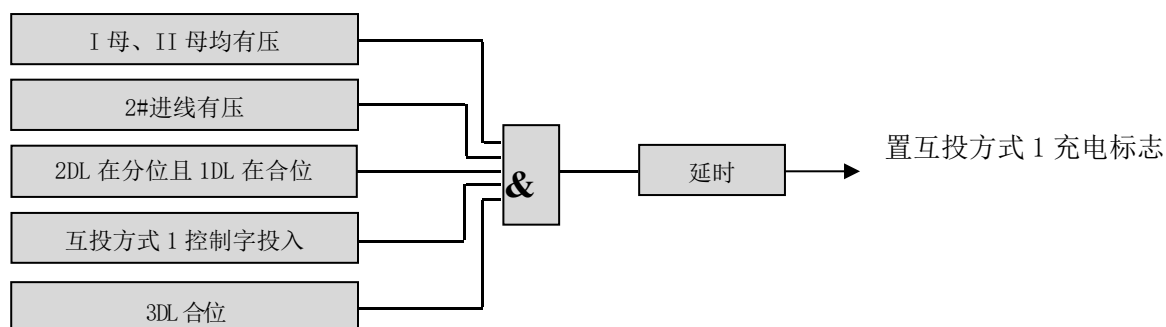 I 母、II 母均有压
2#进线有压
2DL 在分位且 1DL 在合位
互投方式 1 控制字投入
3DL 合位
&
延时
置互投方式 1 充电标志